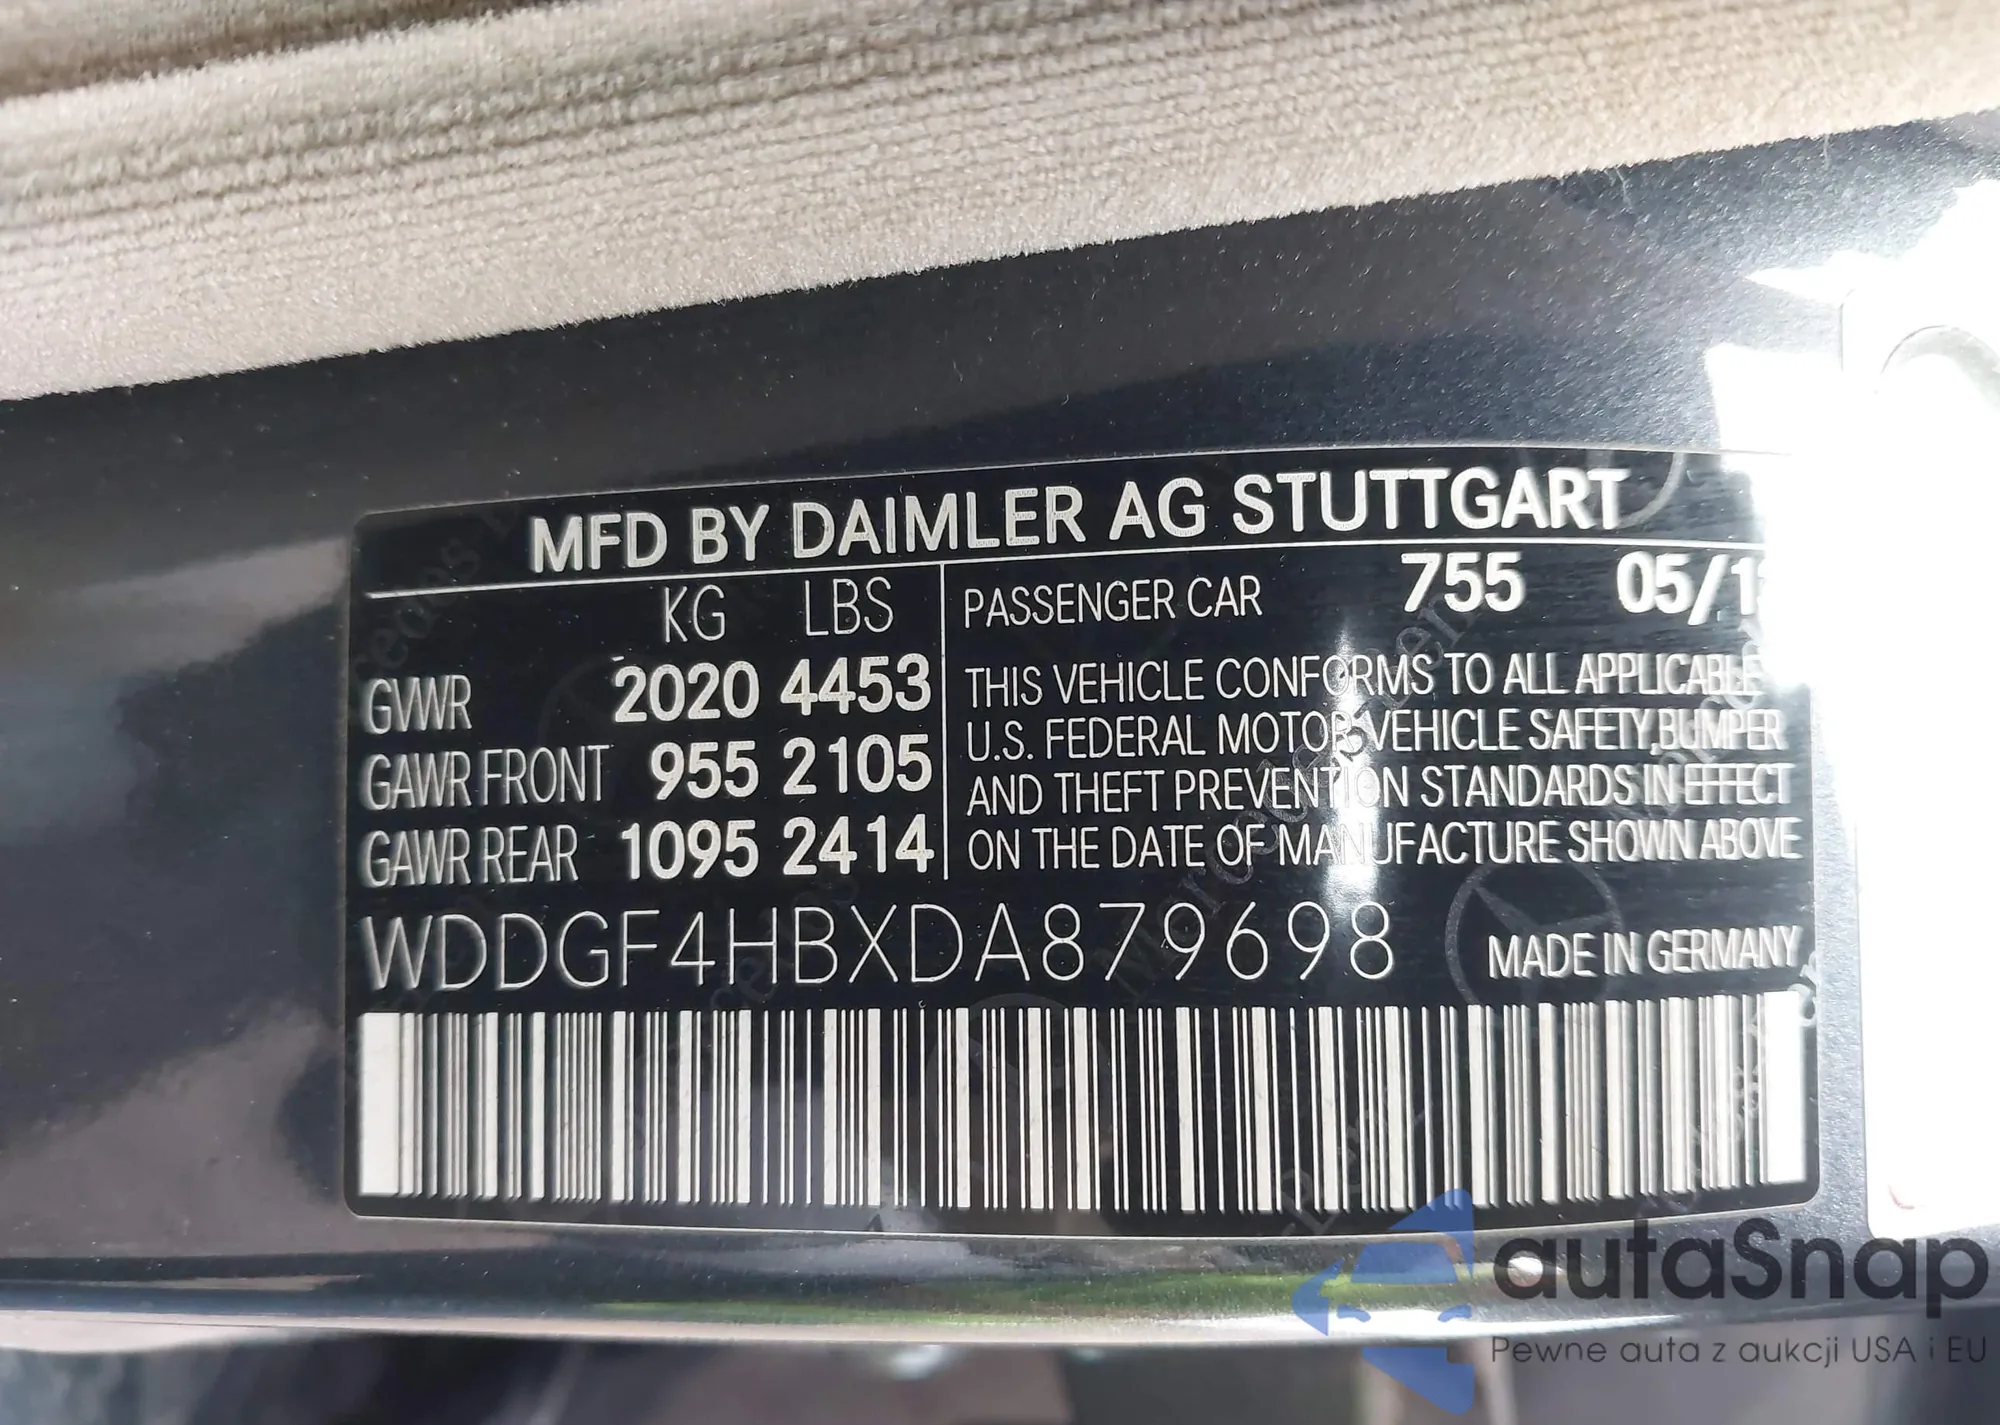 MFD BY DAIMLER AG STUTTGART
KG LBS
PASSENGER CAR 755
GVWR 2020 4453
GAWR FRONT 955 2105
GAWR REAR 1095 2414
THIS VEHICLE CONFORMS TO ALL APPLICABLE
U.S. FEDERAL MOTOR VEHICLE SAFETY,BUMPER
AND THEFT PREVENTION STANDARDS IN EFFECT
ON THE DATE OF MANUFACTURE SHOWN ABOVE
WDDGF4HBXDA879698
MADE IN GERMANY
autaSnap
Pewne auta z aukcji USA i EU